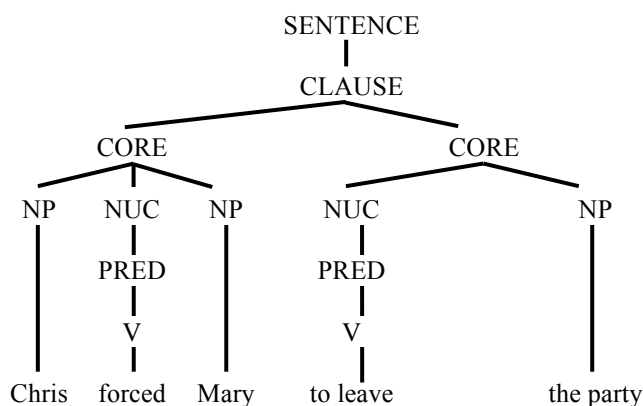 SENTENCE
CLAUSE
CORE CORE
NP NUC NP NUC NP
PRED PRED
V V
Chris forced Mary to leave the party